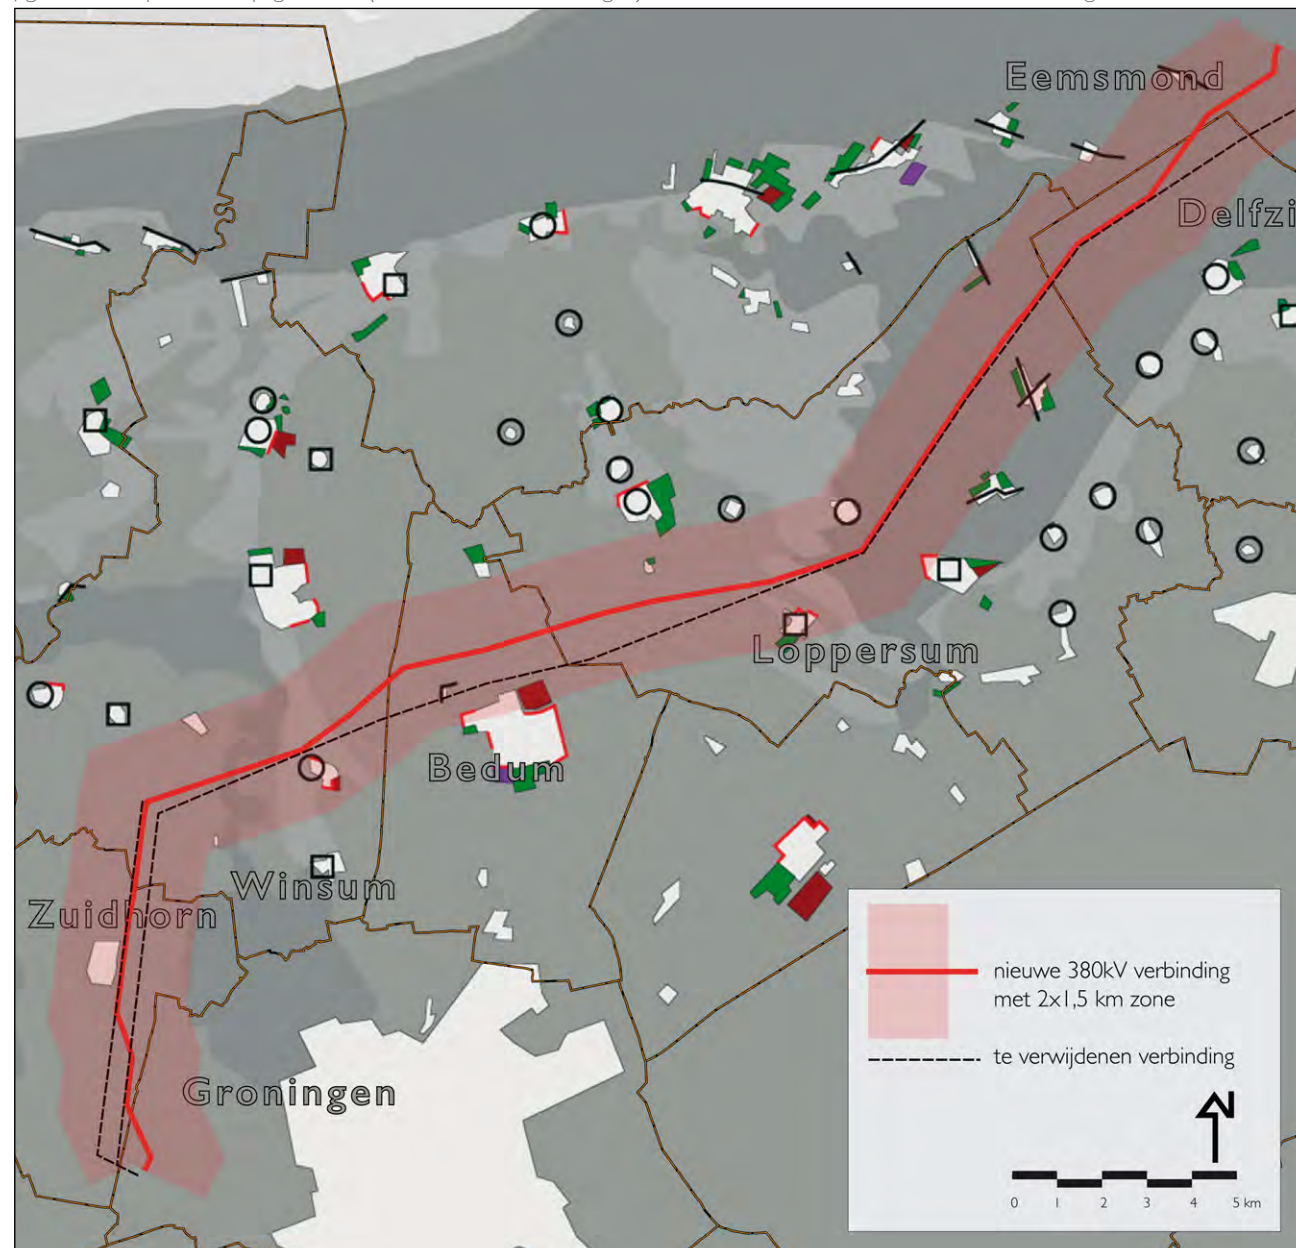 Eemsmond
Delfzi
Loppersum
Bedum
Winsum
Zuidhorn
Groningen
nieuwe 380kV verbinding
met 2x1,5 km zone
te verwijdenen verbinding
N
0 1 2 3 4 5 km